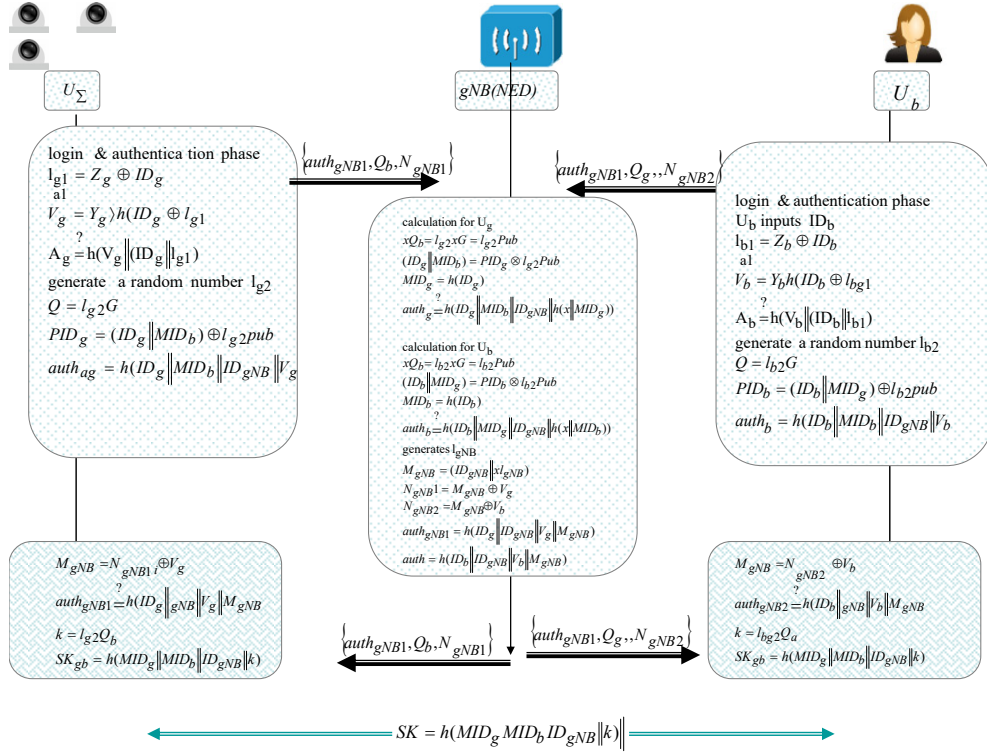 U_Σ
gNB(NED)
U_b
login & authentica tion phase
l_g1 = Z_g ⊕ ID_g
a1
V_g = Y_g⟩h(ID_g ⊕ l_g1
?
A_g = h(V_g‖(ID_g‖l_g1)
generate a random number l_g2
Q = l_g2G
PID_g = (ID_g‖MID_b) ⊕ l_g2pub
auth_ag = h(ID_g‖MID_b‖ID_gNB‖V_g
{auth_gNB1, Q_b, N_gNB1}
{auth_gNB1, Q_g,, N_gNB2}
calculation for U_g
xQ_b = l_g2xG = l_g2Pub
(ID_g‖MID_b) = PID_g ⊗ l_g2Pub
MID_g = h(ID_g)
?
auth_g = h(ID_g‖MID_b‖ID_gNB‖h(x‖MID_g))
calculation for U_b
xQ_b = l_b2xG = l_b2Pub
(ID_b‖MID_g) = PID_b ⊗ l_b2Pub
MID_b = h(ID_b)
?
auth_b = h(ID_b‖MID_g‖ID_gNB‖h(x‖MID_b))
generates l_gNB
M_gNB = (ID_gNB‖xl_gNB)
N_gNB1 = M_gNB ⊕ V_g
N_gNB2 = M_gNB ⊕ V_b
auth_gNB1 = h(ID_g‖ID_gNB‖V_g‖M_gNB)
auth = h(ID_b‖ID_gNB‖V_b‖M_gNB)
login & authentication phase
U_b inputs ID_b
l_b1 = Z_b ⊕ ID_b
a1
V_b = Y_bh(ID_b ⊕ l_bg1
?
A_b = h(V_b‖(ID_b‖l_b1)
generate a random number l_b2
Q = l_b2G
PID_b = (ID_b‖MID_g) ⊕ l_b2pub
auth_b = h(ID_b‖MID_b‖ID_gNB‖V_b
M_gNB = N_gNB1 i ⊕ V_g
?
auth_gNB1 = h(ID_g‖gNB‖V_g‖M_gNB
k = l_g2Q_b
SK_gb = h(MID_g‖MID_b‖ID_gNB‖k)
{auth_gNB1, Q_b, N_gNB1}
{auth_gNB1, Q_g,, N_gNB2}
M_gNB = N_gNB2 ⊕ V_b
?
auth_gNB2 = h(ID_b‖gNB‖V_b‖M_gNB
k = l_bg2Q_a
SK_gb = h(MID_g‖MID_b‖ID_gNB‖k)
SK = h(MID_g MID_b ID_gNB‖k)‖